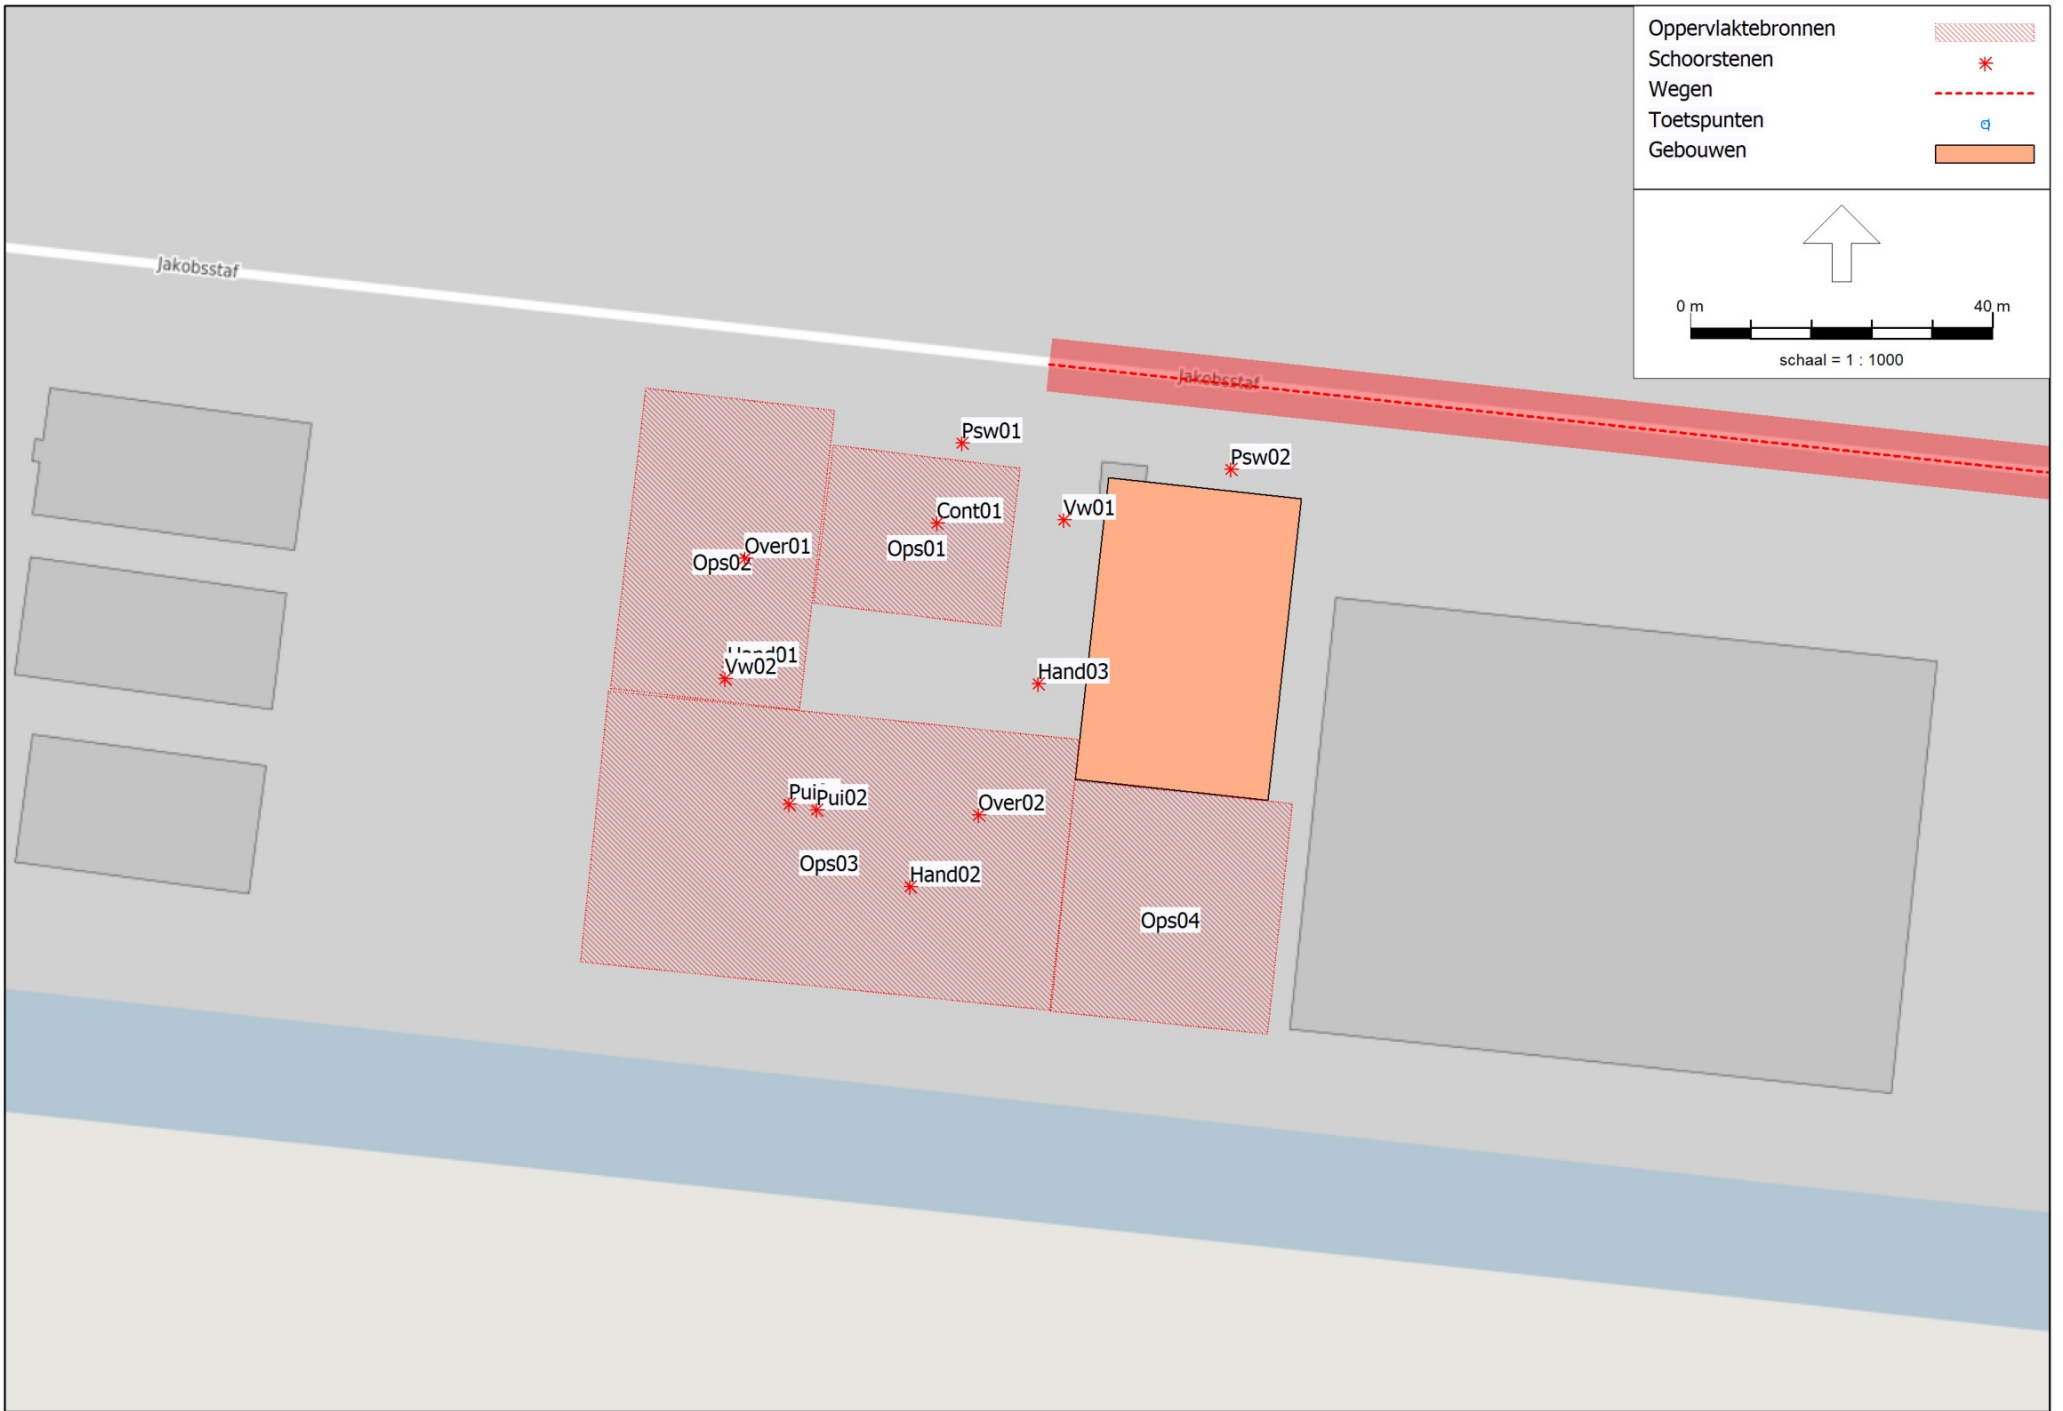 Oppervlaktebronnen
Schoorstenen
Wegen
Toetspunten
Gebouwen
0 m 40 m
schaal = 1 : 1000
Jakobsstaf
Jakobsstaf
Psw01
Psw02
Cont01
Vw01
Over01
Ops01
Ops02
Hand01
Vw02
Hand03
Pui02
Over02
Ops03
Hand02
Ops04